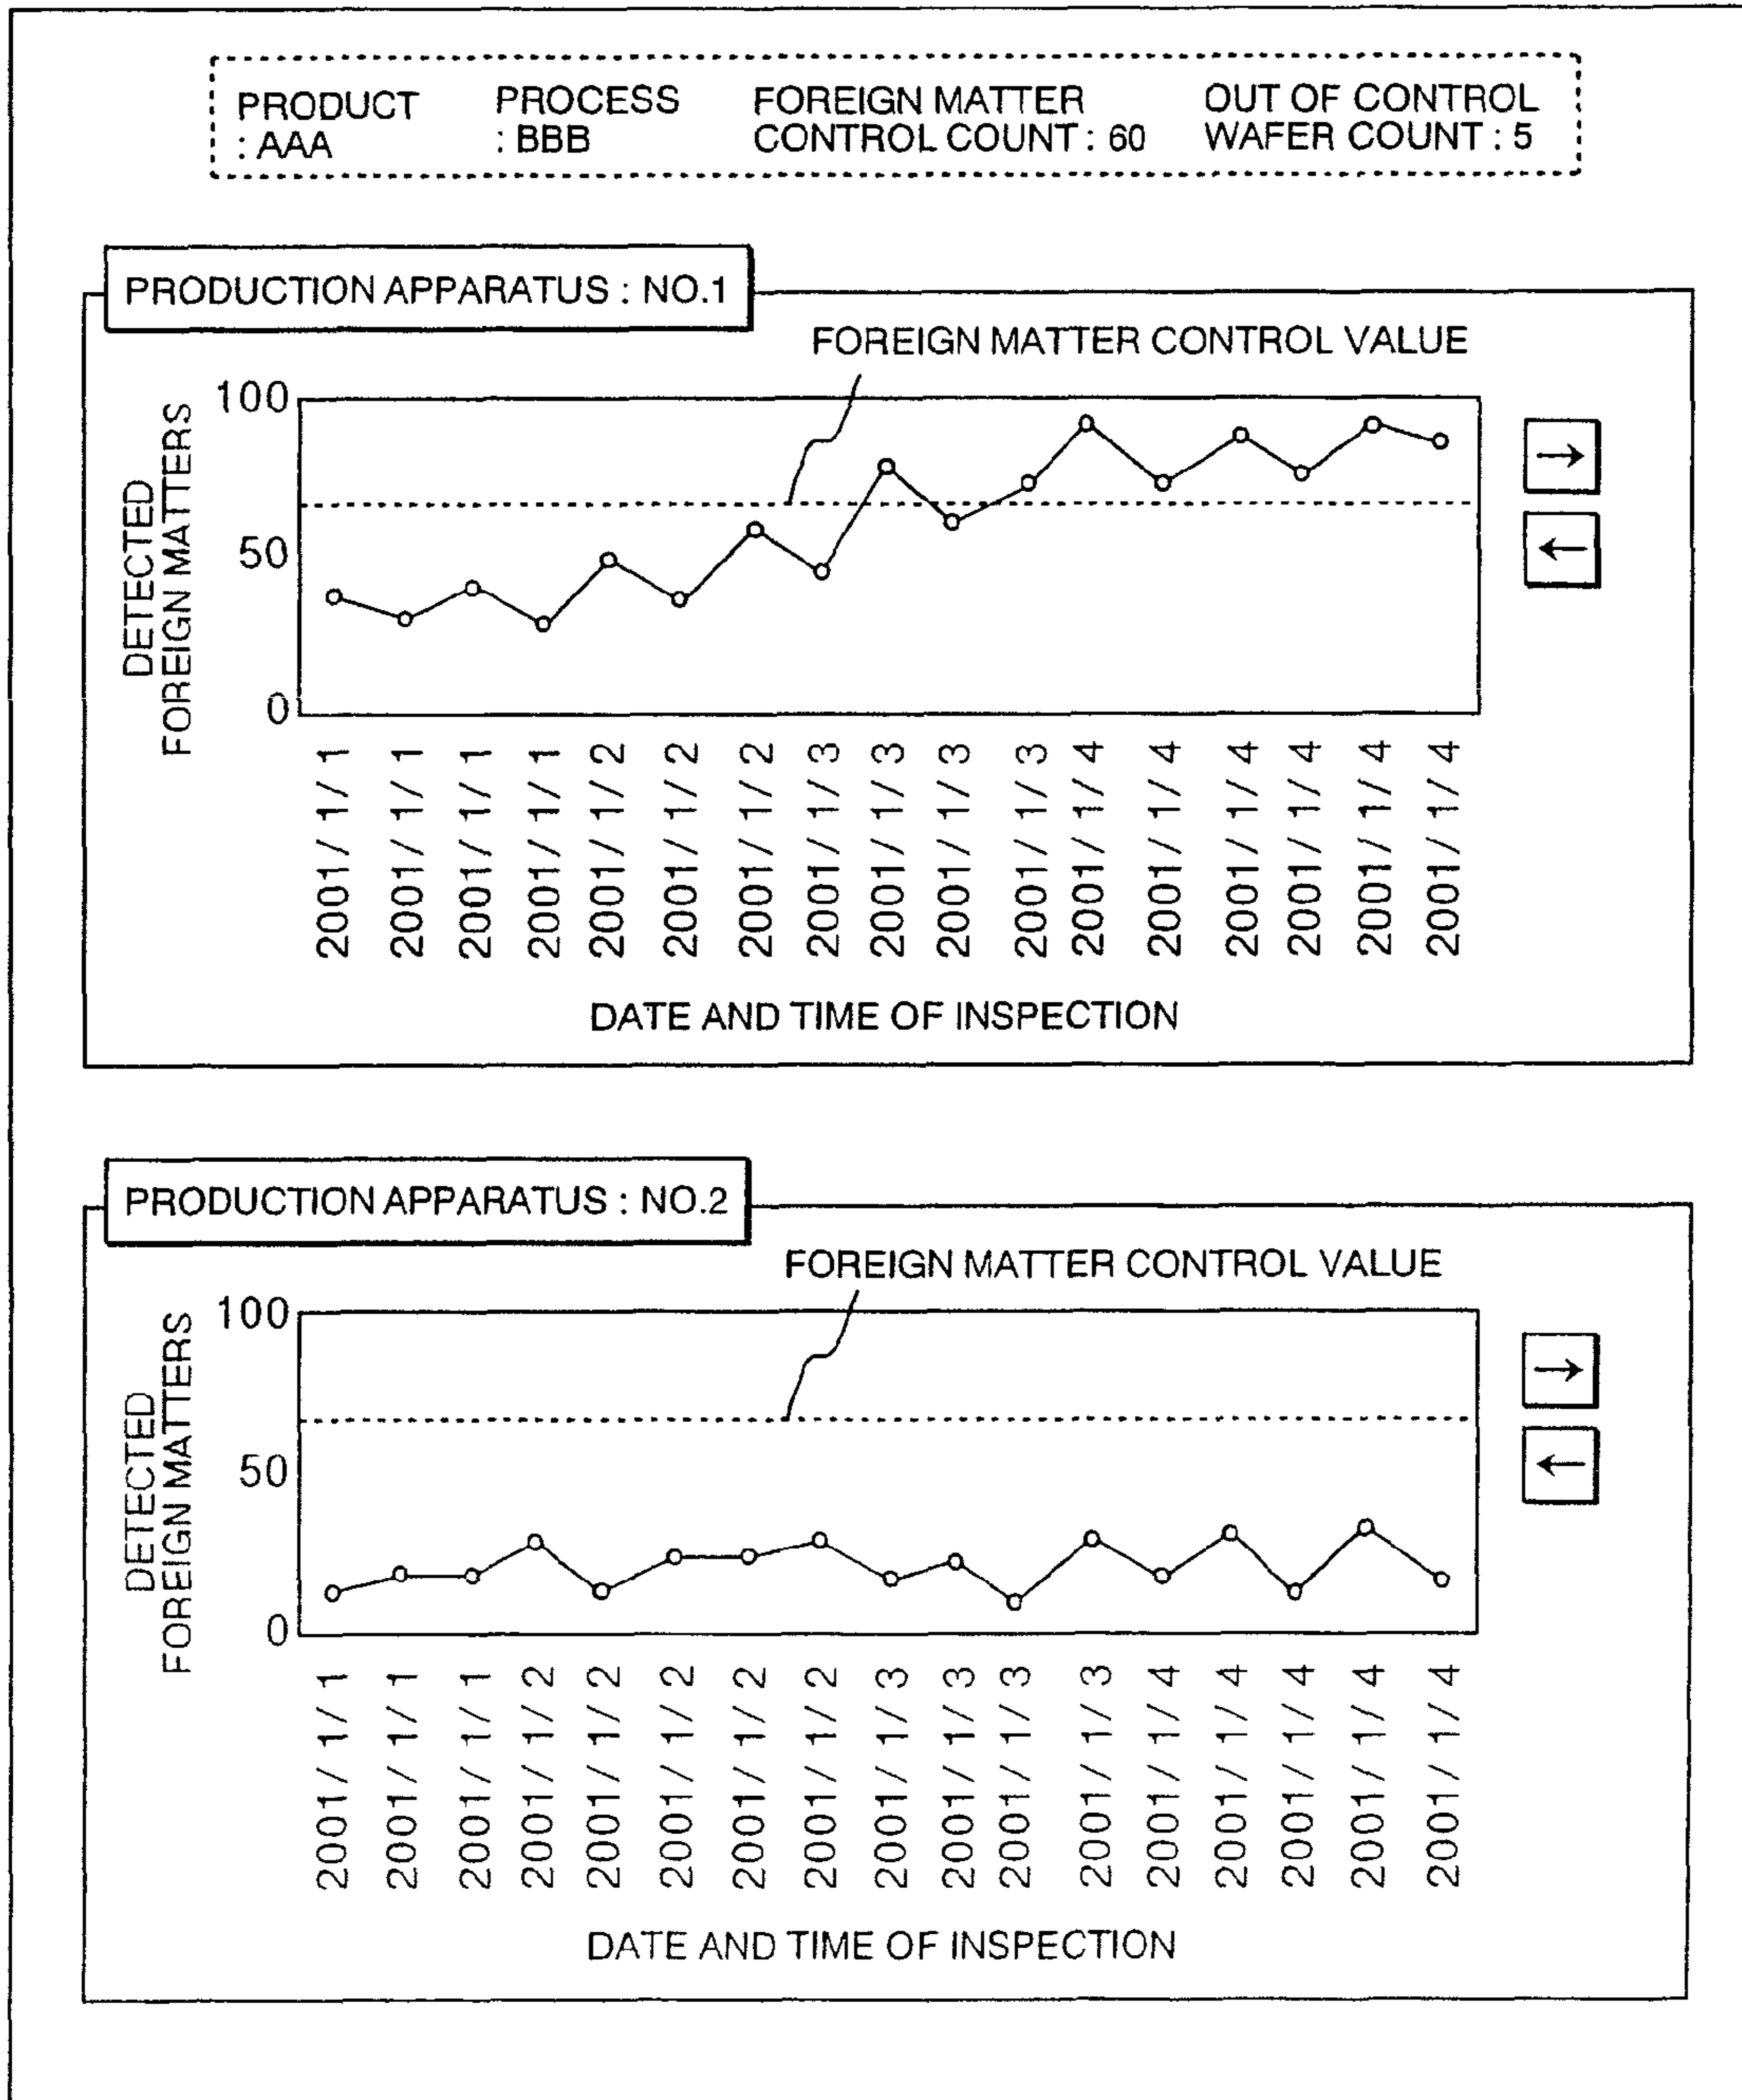 PRODUCT
: AAA
PROCESS
: BBB
FOREIGN MATTER
CONTROL COUNT : 60
OUT OF CONTROL
WAFER COUNT : 5
PRODUCTION APPARATUS : NO.1
FOREIGN MATTER CONTROL VALUE
DETECTED
FOREIGN MATTERS
100
50
0
2001/ 1/ 1
2001/ 1/ 1
2001/ 1/ 1
2001/ 1/ 1
2001/ 1/ 2
2001/ 1/ 2
2001/ 1/ 2
2001/ 1/ 3
2001/ 1/ 3
2001/ 1/ 3
2001/ 1/ 3
2001/ 1/ 4
2001/ 1/ 4
2001/ 1/ 4
2001/ 1/ 4
2001/ 1/ 4
2001/ 1/ 4
→
←
DATE AND TIME OF INSPECTION
PRODUCTION APPARATUS : NO.2
FOREIGN MATTER CONTROL VALUE
DETECTED
FOREIGN MATTERS
100
50
0
2001/ 1/ 1
2001/ 1/ 1
2001/ 1/ 1
2001/ 1/ 2
2001/ 1/ 2
2001/ 1/ 2
2001/ 1/ 2
2001/ 1/ 2
2001/ 1/ 3
2001/ 1/ 3
2001/ 1/ 3
2001/ 1/ 3
2001/ 1/ 4
2001/ 1/ 4
2001/ 1/ 4
2001/ 1/ 4
2001/ 1/ 4
→
←
DATE AND TIME OF INSPECTION